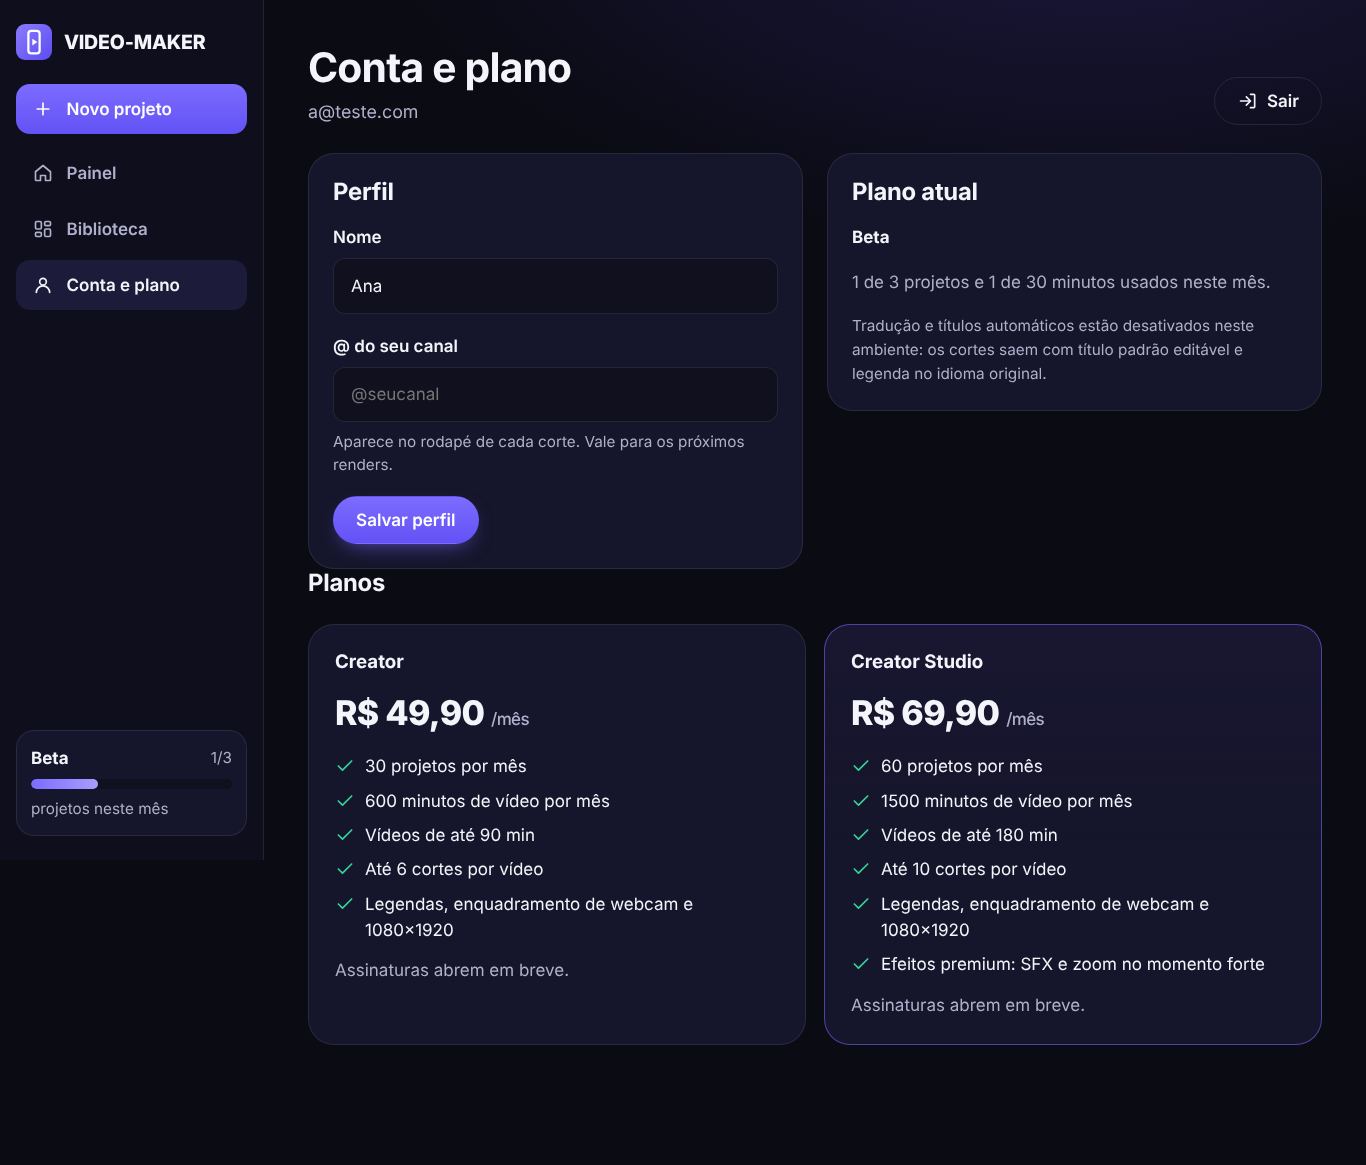 VIDEO-MAKER
Novo projeto
Painel
Biblioteca
Conta e plano
Beta
1/3
projetos neste mês
Conta e plano
a@teste.com
Sair
Perfil
Nome
Ana
@ do seu canal
@seucanal
Aparece no rodapé de cada corte. Vale para os próximos
renders.
Salvar perfil
Plano atual
Beta
1 de 3 projetos e 1 de 30 minutos usados neste mês.
Tradução e títulos automáticos estão desativados neste
ambiente: os cortes saem com título padrão editável e
legenda no idioma original.
Planos
Creator
R$ 49,90 /mês
30 projetos por mês
600 minutos de vídeo por mês
Vídeos de até 90 min
Até 6 cortes por vídeo
Legendas, enquadramento de webcam e
1080×1920
Assinaturas abrem em breve.
Creator Studio
R$ 69,90 /mês
60 projetos por mês
1500 minutos de vídeo por mês
Vídeos de até 180 min
Até 10 cortes por vídeo
Legendas, enquadramento de webcam e
1080×1920
Efeitos premium: SFX e zoom no momento forte
Assinaturas abrem em breve.